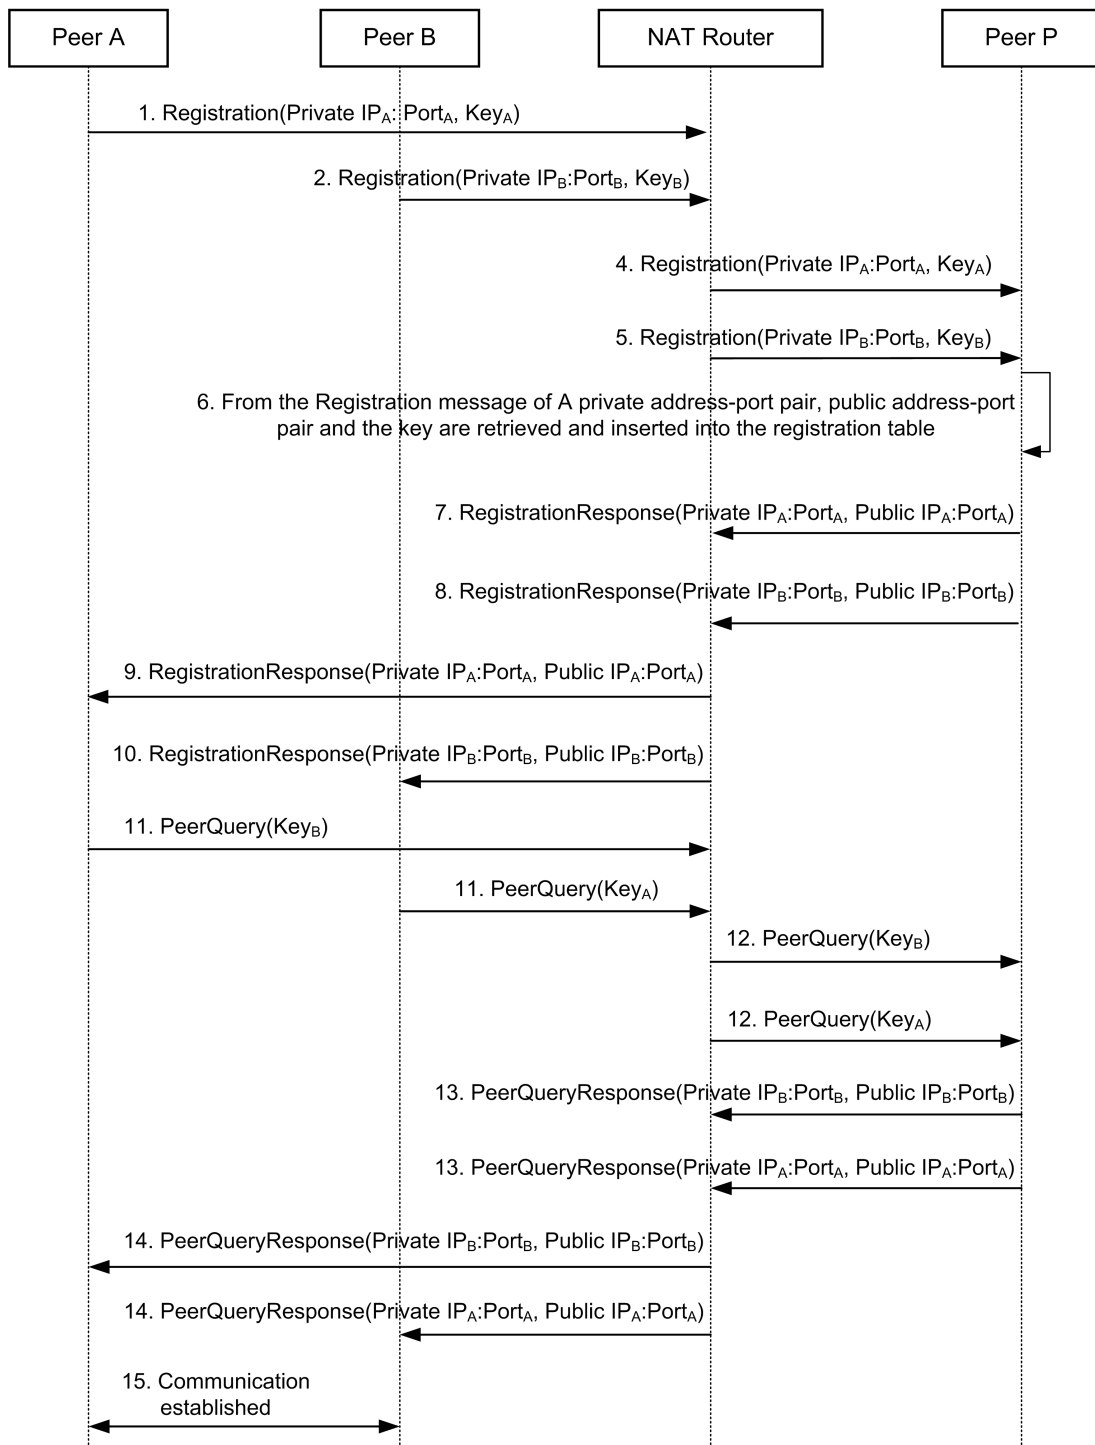 Peer A
Peer B
NAT Router
Peer P
1. Registration(Private IPA: PortA, KeyA)
2. Registration(Private IPB:PortB, KeyB)
4. Registration(Private IPA:PortA, KeyA)
5. Registration(Private IPB:PortB, KeyB)
6. From the Registration message of A private address-port pair, public address-port
pair and the key are retrieved and inserted into the registration table
7. RegistrationResponse(Private IPA:PortA, Public IPA:PortA)
8. RegistrationResponse(Private IPB:PortB, Public IPB:PortB)
9. RegistrationResponse(Private IPA:PortA, Public IPA:PortA)
10. RegistrationResponse(Private IPB:PortB, Public IPB:PortB)
11. PeerQuery(KeyB)
11. PeerQuery(KeyA)
12. PeerQuery(KeyB)
12. PeerQuery(KeyA)
13. PeerQueryResponse(Private IPB:PortB, Public IPB:PortB)
13. PeerQueryResponse(Private IPA:PortA, Public IPA:PortA)
14. PeerQueryResponse(Private IPB:PortB, Public IPB:PortB)
14. PeerQueryResponse(Private IPA:PortA, Public IPA:PortA)
15. Communication
established